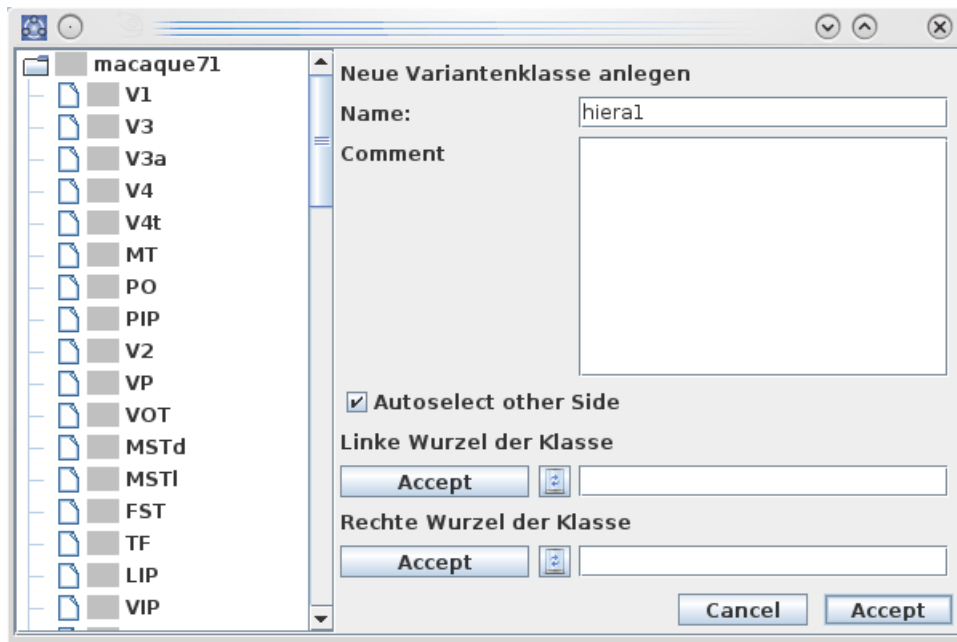 macaque71
V1
V3
V3a
V4
V4t
MT
PO
PIP
V2
VP
VOT
MSTd
MSTl
FST
TF
LIP
VIP
Neue Variantenklasse anlegen
Name:
hiera1
Comment
Autoselect other Side
Linke Wurzel der Klasse
Accept
Rechte Wurzel der Klasse
Accept
Cancel Accept